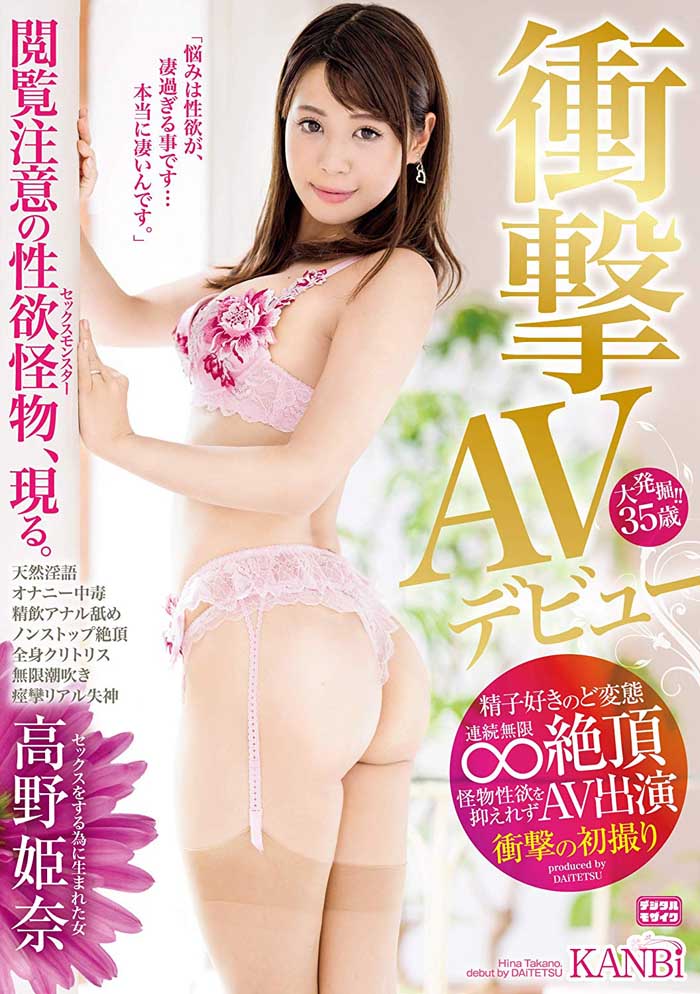 「悩みは性欲が、
凄過ぎる事です…
本当に凄いんです。」
閲覧注意の性欲怪物、現る。
セックスモンスター
衝撃
AV
デビュー
大発掘!!
35歳
天然淫語
オナニー中毒
精飲アナル舐め
ノンストップ絶頂
全身クリトリス
無限潮吹き
痙攣リアル失神
セックスをする為に生まれた女
高野姫奈
精子好きのど変態
連続無限
∞絶頂
怪物性欲を
抑えれずAV出演
衝撃の初撮り
produced by
DAiTETSU
デジタル
モザイク
Hina Takano.
debut by DAiTETSU
KANBi